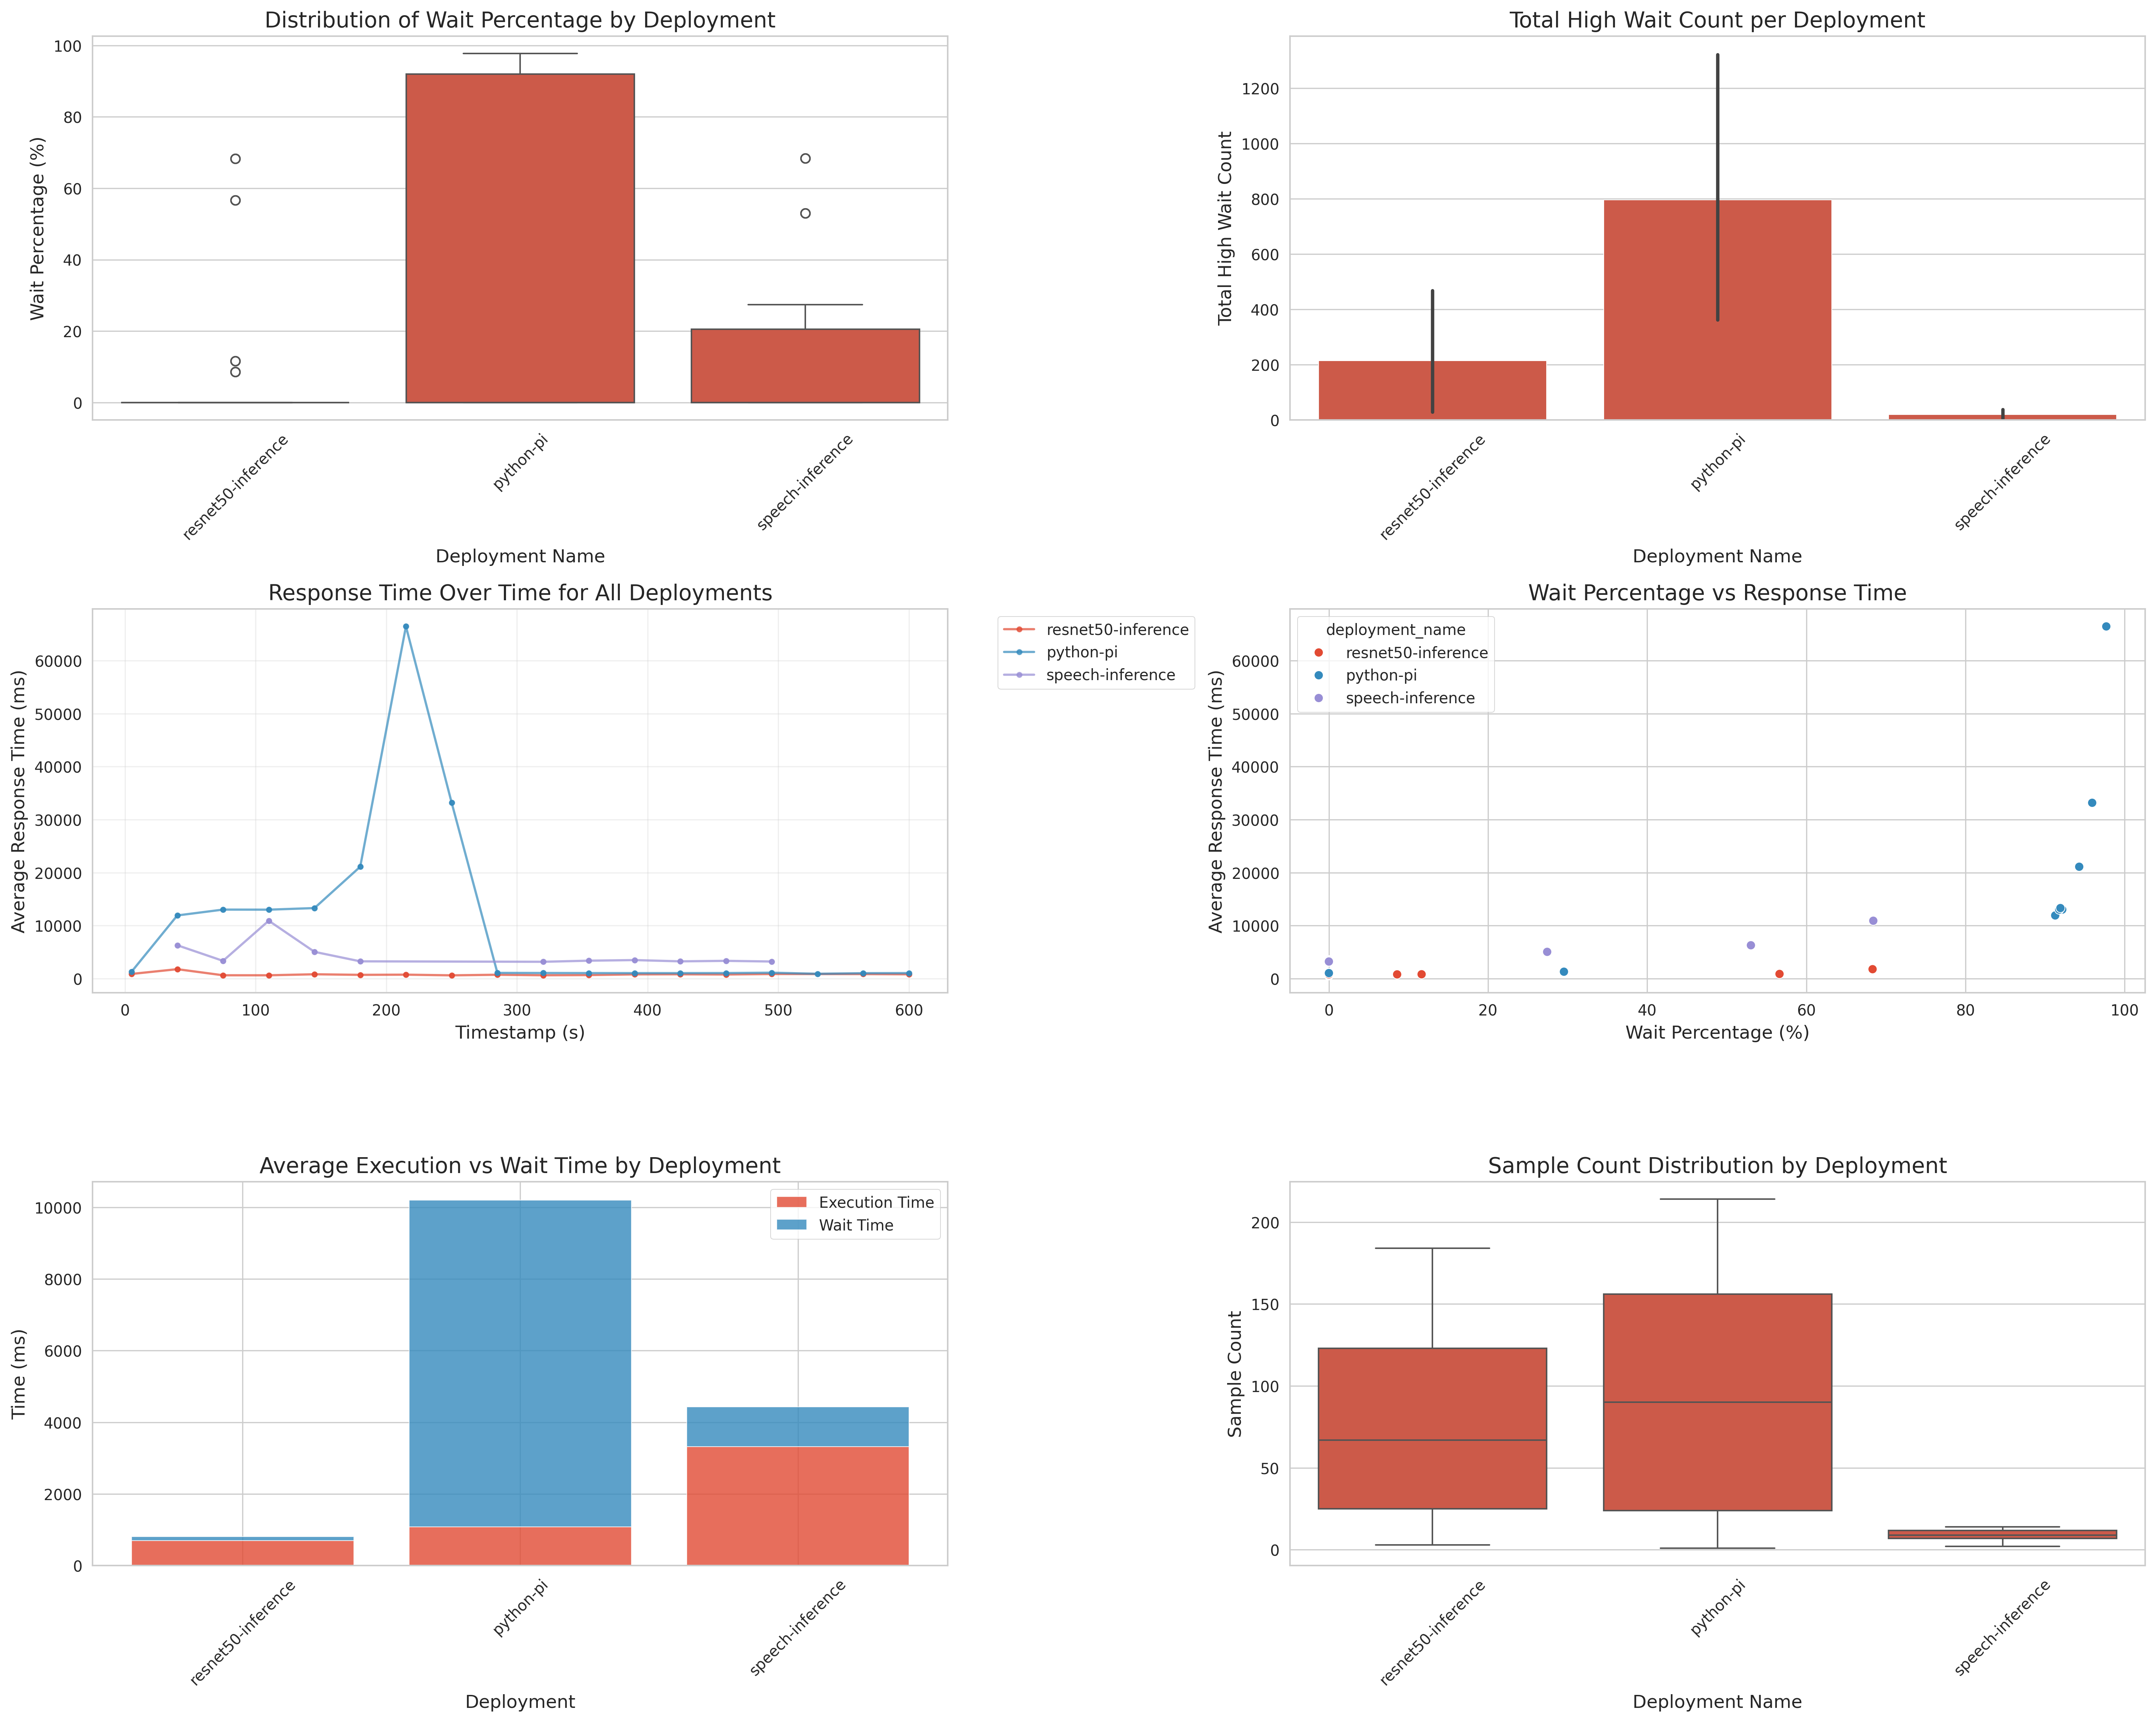 Distribution of Wait Percentage by Deployment
Wait Percentage (%)
100
80
60
40
20
0
resnet50-inference
python-pi
speech-inference
Deployment Name
Total High Wait Count per Deployment
Total High Wait Count
1200
1000
800
600
400
200
0
resnet50-inference
python-pi
speech-inference
Deployment Name
Response Time Over Time for All Deployments
Average Response Time (ms)
60000
50000
40000
30000
20000
10000
0
0 100 200 300 400 500 600
Timestamp (s)
resnet50-inference
python-pi
speech-inference
Wait Percentage vs Response Time
Average Response Time (ms)
60000
50000
40000
30000
20000
10000
0
deployment_name
resnet50-inference
python-pi
speech-inference
0 20 40 60 80 100
Wait Percentage (%)
Average Execution vs Wait Time by Deployment
Time (ms)
10000
8000
6000
4000
2000
0
Execution Time
Wait Time
resnet50-inference
python-pi
speech-inference
Deployment
Sample Count Distribution by Deployment
Sample Count
200
150
100
50
0
resnet50-inference
python-pi
speech-inference
Deployment Name